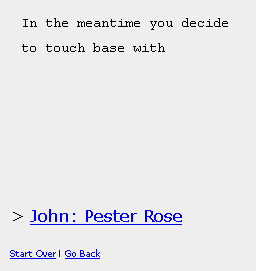 In the meantime you decide
to touch base with
> John: Pester Rose
Start Over | Go Back